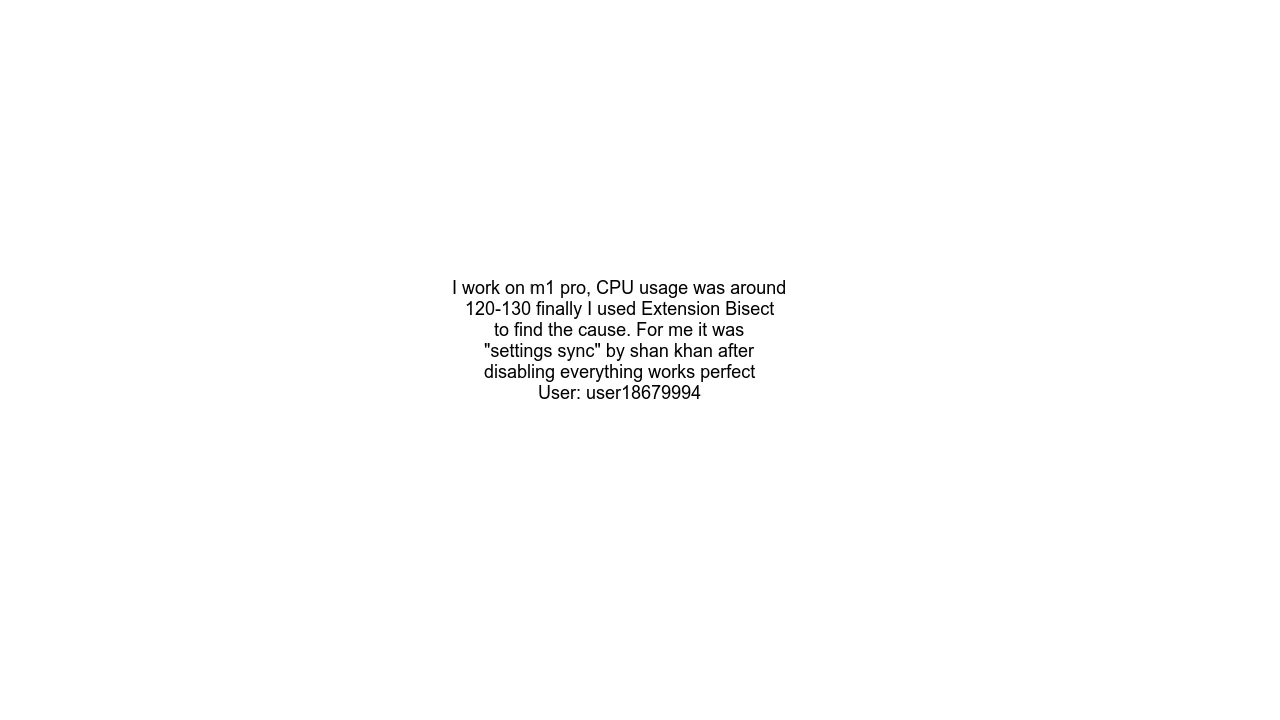 I work on m1 pro, CPU usage was around
120-130 finally I used Extension Bisect
to find the cause. For me it was
"settings sync" by shan khan after
disabling everything works perfect
User: user18679994